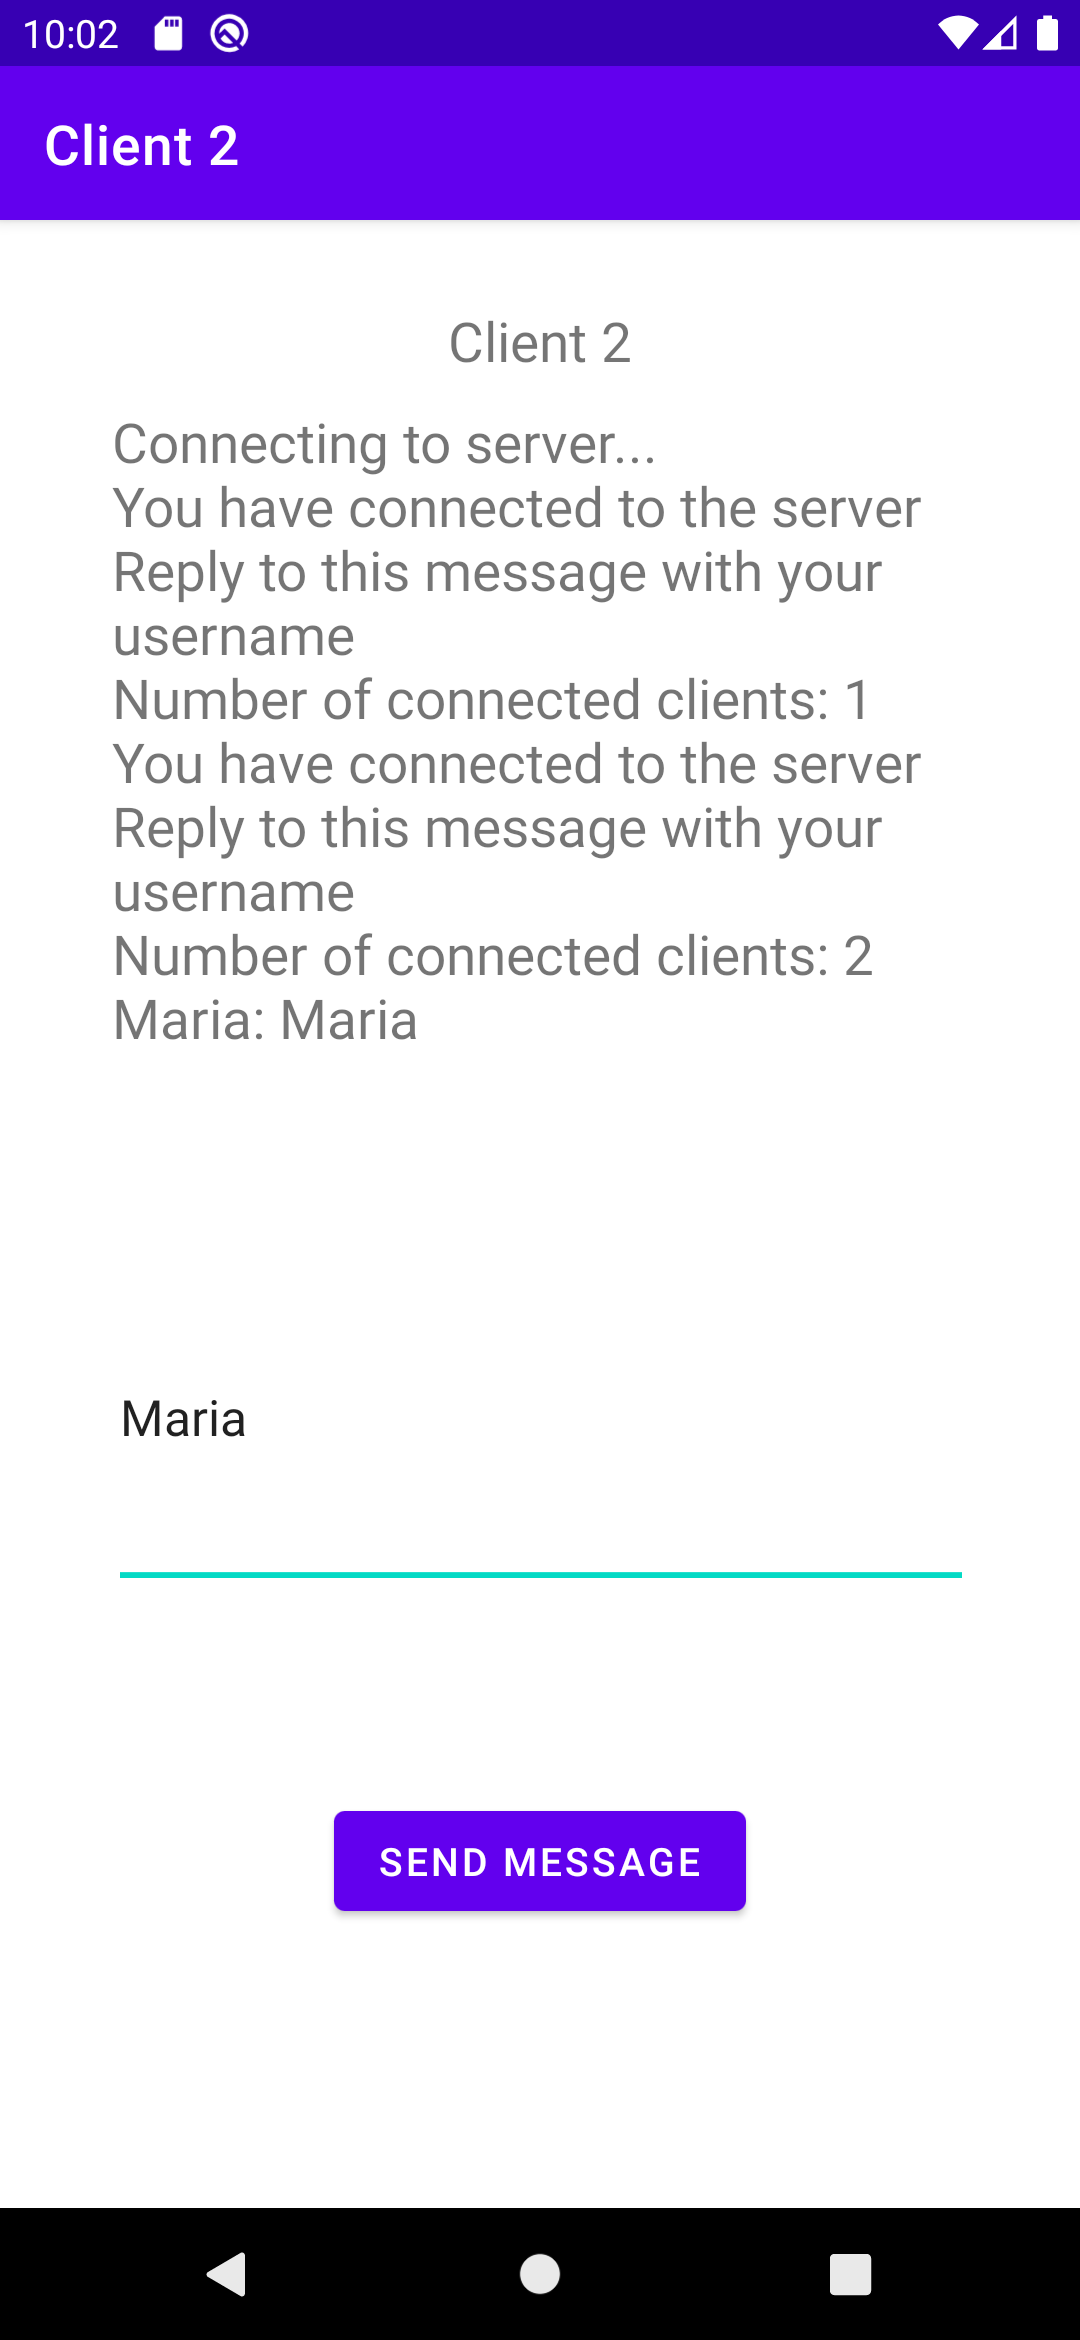 10:02
Client 2
Client 2
Connecting to server...
You have connected to the server
Reply to this message with your
username
Number of connected clients: 1
You have connected to the server
Reply to this message with your
username
Number of connected clients: 2
Maria: Maria
Maria
SEND MESSAGE